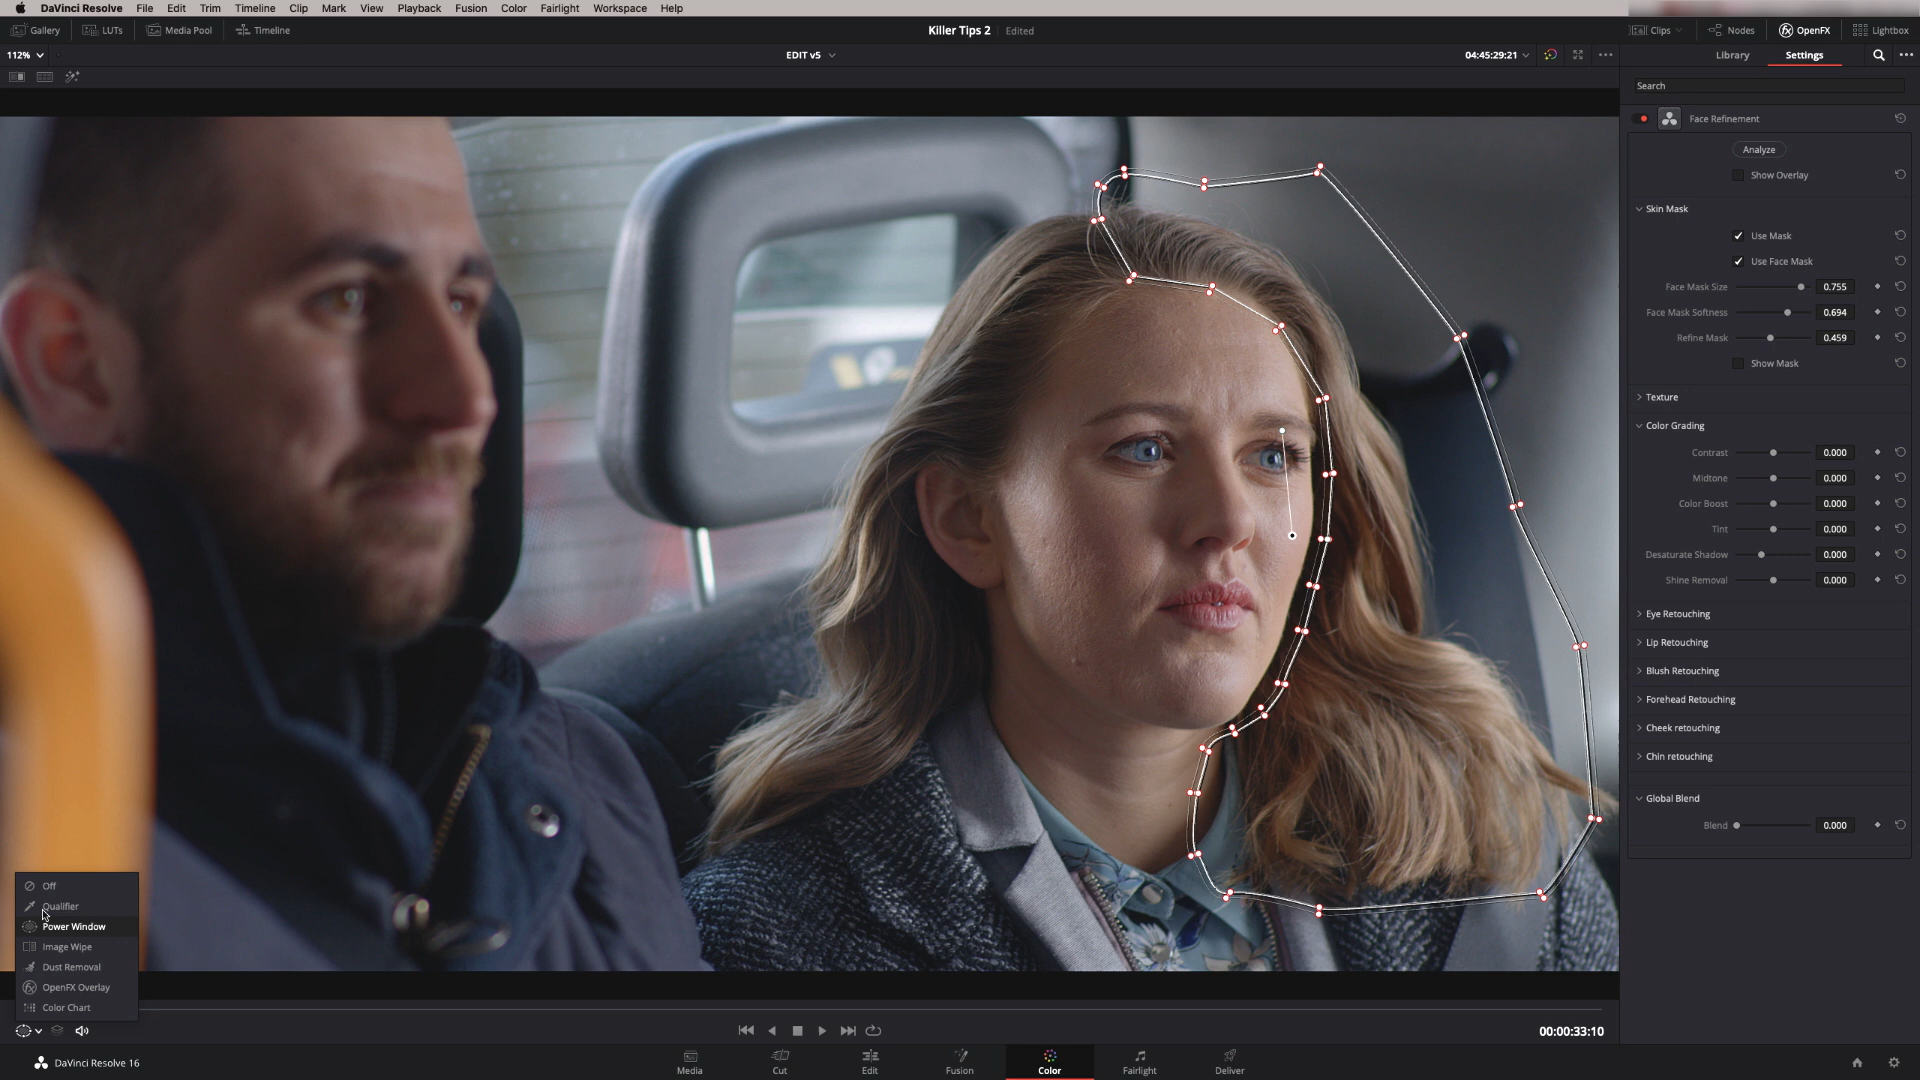 DaVinci Resolve File Edit Trim Timeline Clip Mark View Playback Fusion Color Fairlight Workspace Help
Gallery LUTs Media Pool Timeline Killer Tips 2 Edited Clips Nodes OpenFX Lightbox
112% EDIT v5 04:45:29:21 Library Settings
Search
Face Refinement
Analyze
Show Overlay
Skin Mask
Use Mask
Use Face Mask
Face Mask Size 0.755
Face Mask Softness 0.694
Refine Mask 0.459
Show Mask
Texture
Color Grading
Contrast 0.000
Midtone 0.000
Color Boost 0.000
Tint 0.000
Desaturate Shadow 0.000
Shine Removal 0.000
Eye Retouching
Lip Retouching
Blush Retouching
Forehead Retouching
Cheek retouching
Chin retouching
Global Blend
Blend 0.000
Off
Qualifier
Power Window
Image Wipe
Dust Removal
OpenFX Overlay
Color Chart
00:00:33:10
DaVinci Resolve 16 Media Cut Edit Fusion Color Fairlight Deliver